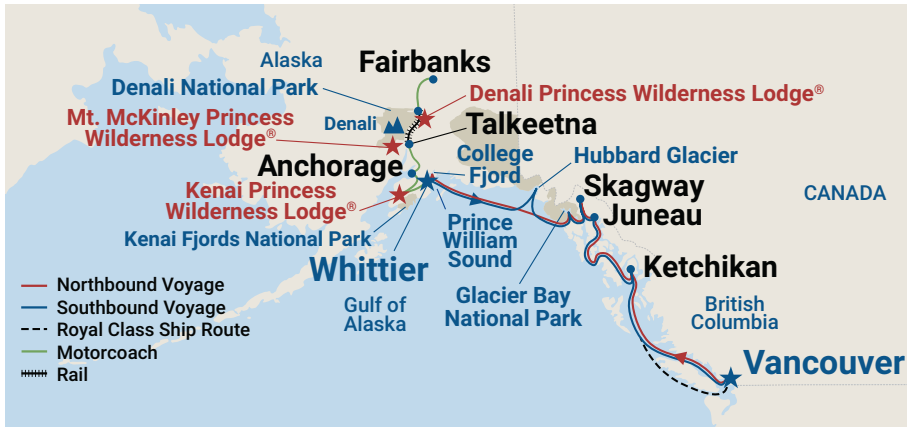 Alaska
Fairbanks
Denali National Park
Denali Princess Wilderness Lodge®
Mt. McKinley Princess
Wilderness Lodge®
Denali
Talkeetna
College
Fjord
Hubbard Glacier
Anchorage
Skagway
CANADA
Kenai Princess
Wilderness Lodge®
Juneau
Prince
William
Sound
Kenai Fjords National Park
Whittier
Ketchikan
Glacier Bay
National Park
Gulf of
Alaska
British
Columbia
Northbound Voyage
Southbound Voyage
Royal Class Ship Route
Motorcoach
Rail
Vancouver